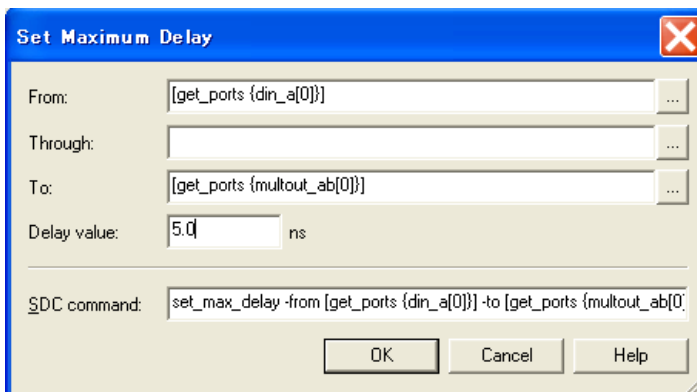 Set Maximum Delay
From: [get_ports {din_a[0]}] ...
Through: ...
To: [get_ports {multout_ab[0]}] ...
Delay value: 5.0 ns
SDC command: set_max_delay -from [get_ports {din_a[0]}] -to [get_ports {multout_ab[0]
OK Cancel Help